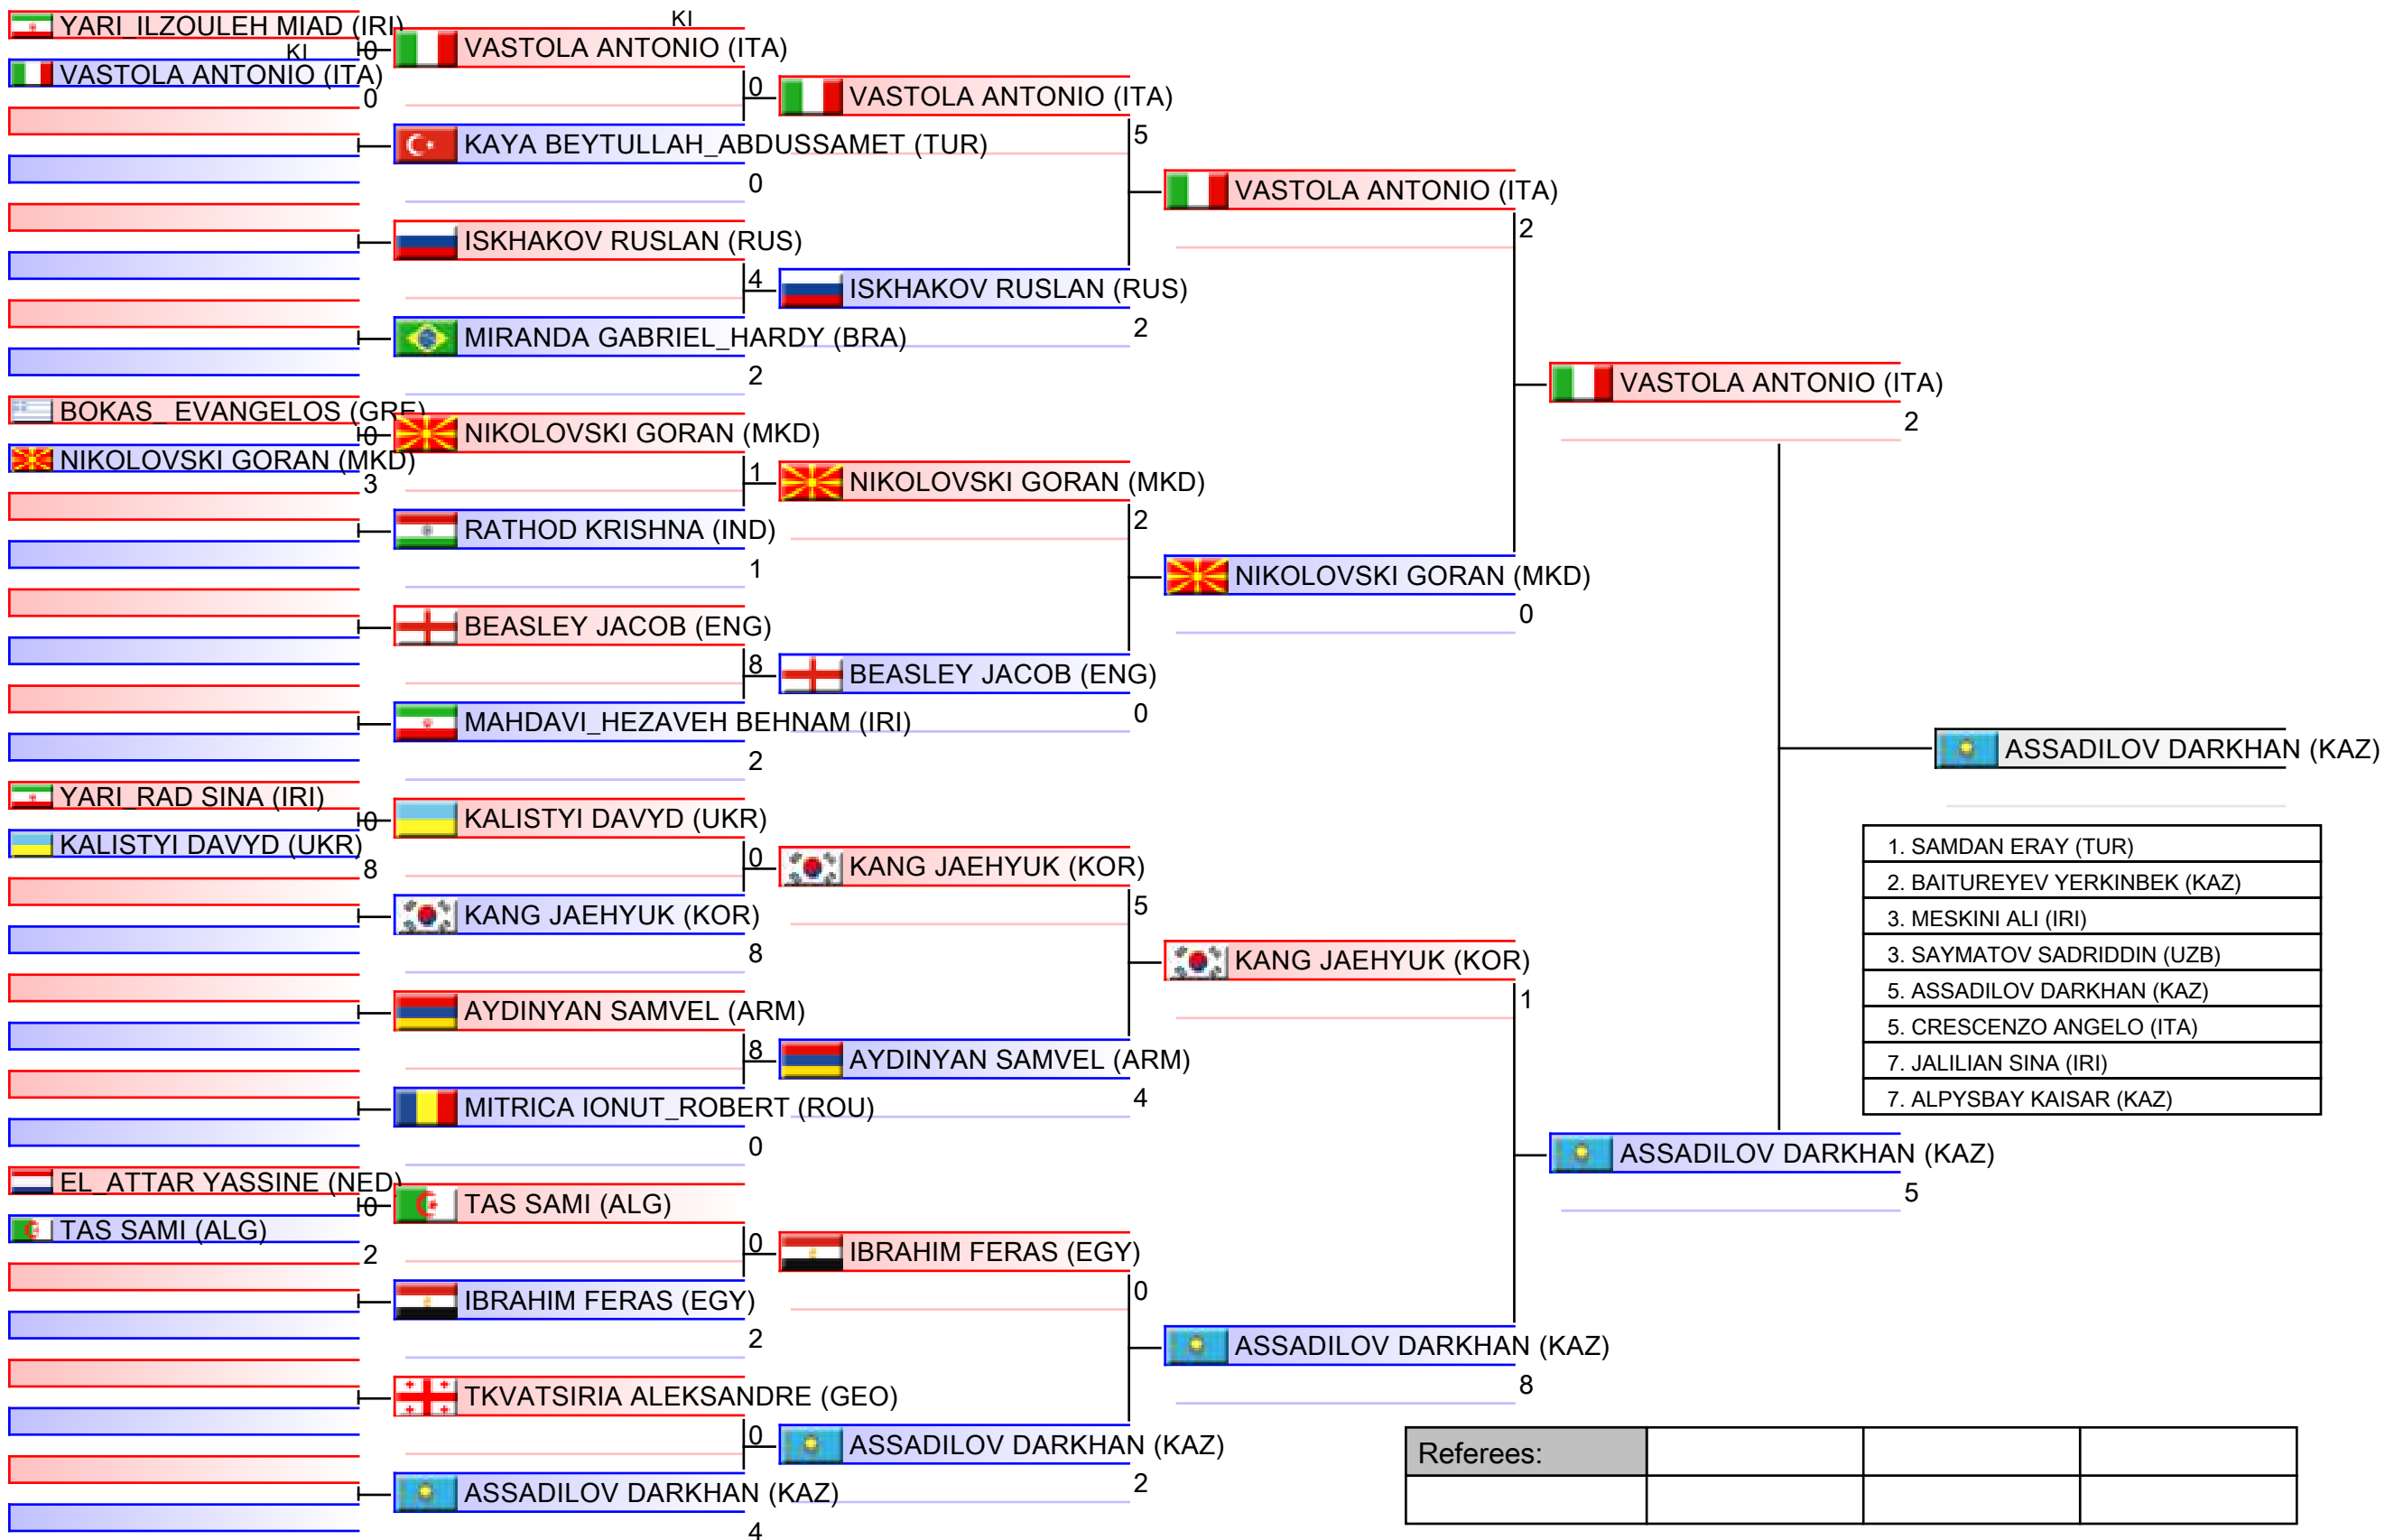 YARI_ILZOULEH MIAD (IRI)
KI
0
VASTOLA ANTONIO (ITA)
0
BOKAS_ EVANGELOS (GRE)
0
NIKOLOVSKI GORAN (MKD)
3
YARI_RAD SINA (IRI)
0
KALISTYI DAVYD (UKR)
8
EL_ATTAR YASSINE (NED)
0
TAS SAMI (ALG)
2
KI
VASTOLA ANTONIO (ITA)
0
KAYA BEYTULLAH_ABDUSSAMET (TUR)
0
ISKHAKOV RUSLAN (RUS)
4
MIRANDA GABRIEL_HARDY (BRA)
2
NIKOLOVSKI GORAN (MKD)
1
RATHOD KRISHNA (IND)
1
BEASLEY JACOB (ENG)
8
MAHDAVI_HEZAVEH BEHNAM (IRI)
2
KALISTYI DAVYD (UKR)
0
KANG JAEHYUK (KOR)
8
AYDINYAN SAMVEL (ARM)
8
MITRICA IONUT_ROBERT (ROU)
0
TAS SAMI (ALG)
0
IBRAHIM FERAS (EGY)
2
TKVATSIRIA ALEKSANDRE (GEO)
0
ASSADILOV DARKHAN (KAZ)
4
VASTOLA ANTONIO (ITA)
5
ISKHAKOV RUSLAN (RUS)
2
NIKOLOVSKI GORAN (MKD)
2
BEASLEY JACOB (ENG)
0
KANG JAEHYUK (KOR)
5
AYDINYAN SAMVEL (ARM)
4
IBRAHIM FERAS (EGY)
0
ASSADILOV DARKHAN (KAZ)
2
VASTOLA ANTONIO (ITA)
2
NIKOLOVSKI GORAN (MKD)
0
KANG JAEHYUK (KOR)
1
ASSADILOV DARKHAN (KAZ)
8
VASTOLA ANTONIO (ITA)
2
ASSADILOV DARKHAN (KAZ)
5
ASSADILOV DARKHAN (KAZ)
1. SAMDAN ERAY (TUR)
2. BAITUREYEV YERKINBEK (KAZ)
3. MESKINI ALI (IRI)
3. SAYMATOV SADRIDDIN (UZB)
5. ASSADILOV DARKHAN (KAZ)
5. CRESCENZO ANGELO (ITA)
7. JALILIAN SINA (IRI)
7. ALPYSBAY KAISAR (KAZ)
Referees: